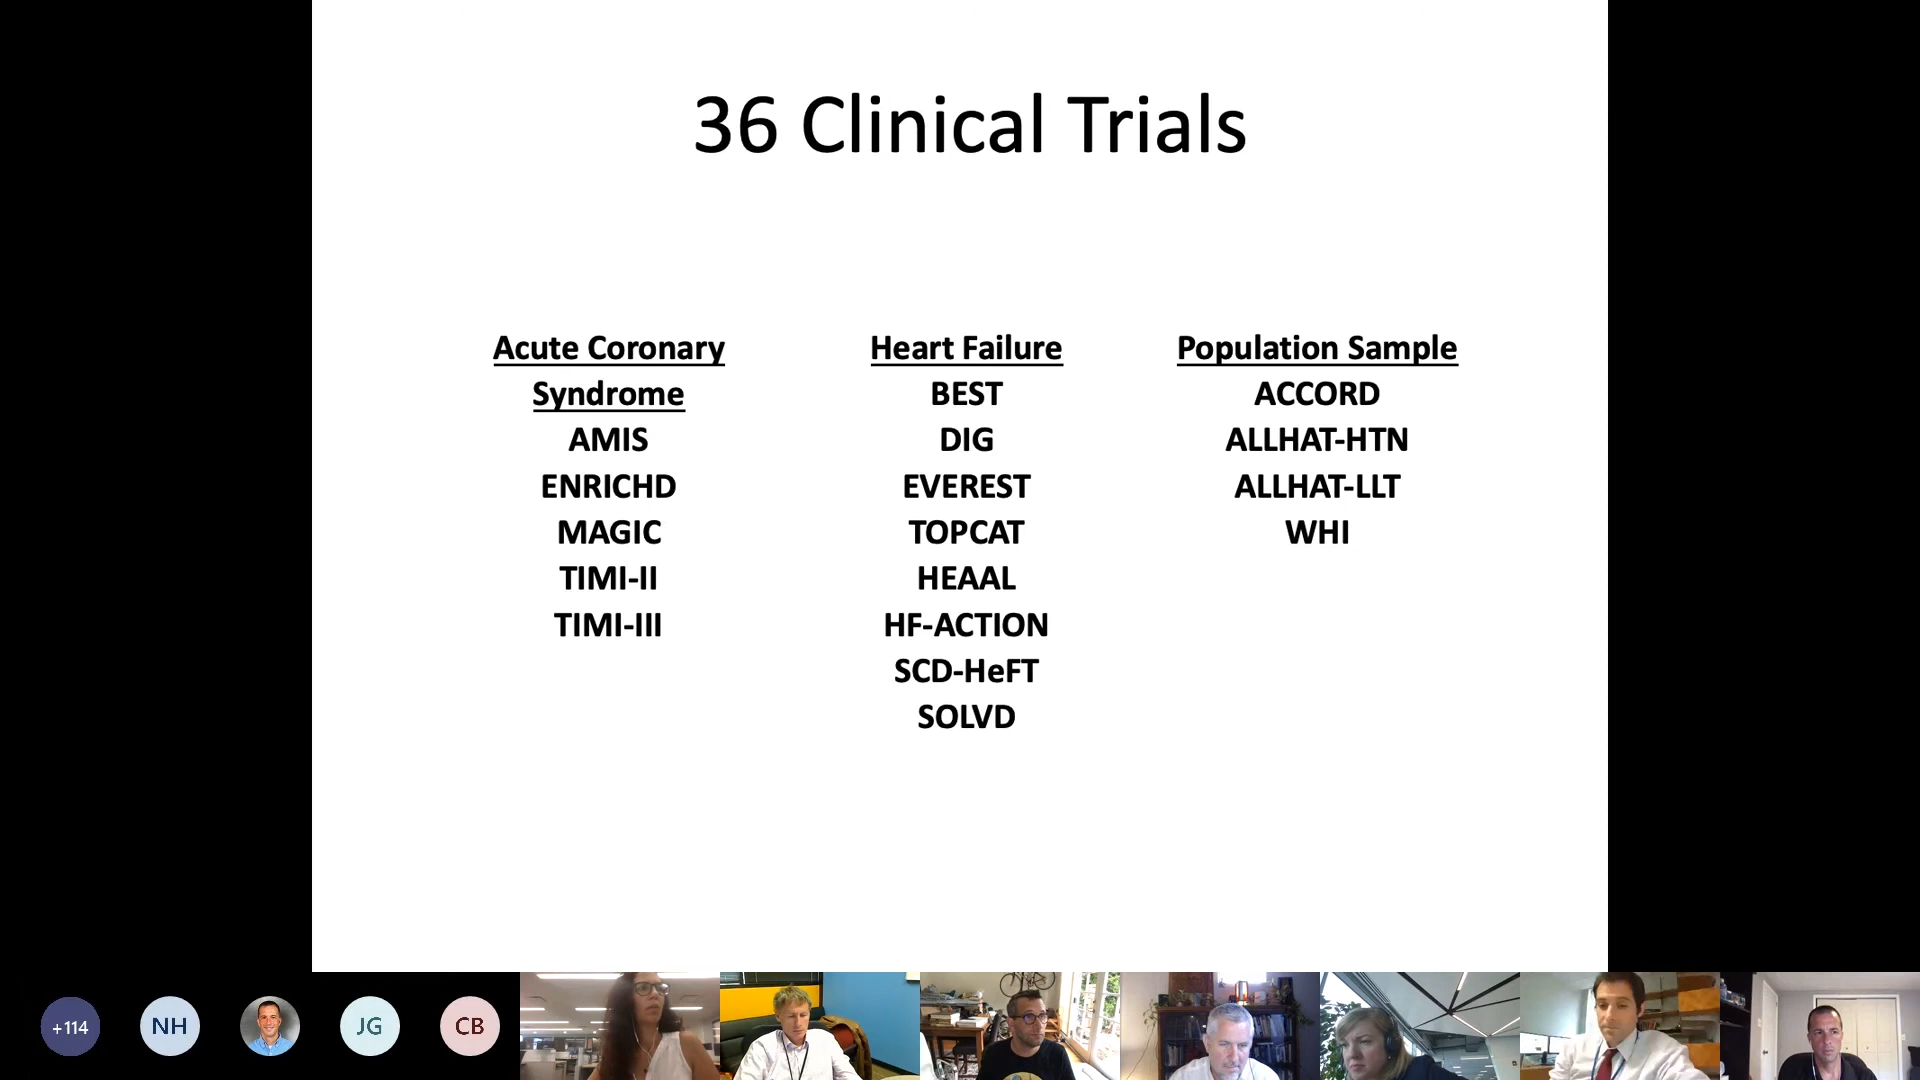 36 Clinical Trials
Acute Coronary
Syndrome
AMIS
ENRICHD
MAGIC
TIMI-II
TIMI-III
Heart Failure
BEST
DIG
EVEREST
TOPCAT
HEAAL
HF-ACTION
SCD-HeFT
SOLVD
Population Sample
ACCORD
ALLHAT-HTN
ALLHAT-LLT
WHI
+114
NH
JG
CB